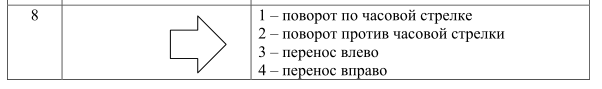 8
1 – поворот по часовой стрелке
2 – поворот против часовой стрелки
3 – перенос влево
4 – перенос вправо